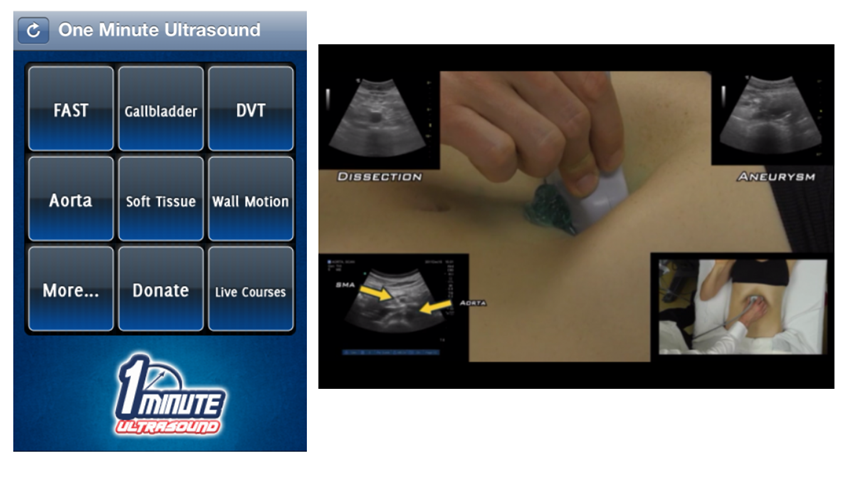 One Minute Ultrasound
FAST
Gallbladder
DVT
Aorta
Soft Tissue
Wall Motion
More...
Donate
Live Courses
1 MINUTE
ULTRASOUND
DISSECTION
ANEURYSM
SMA
AORTA